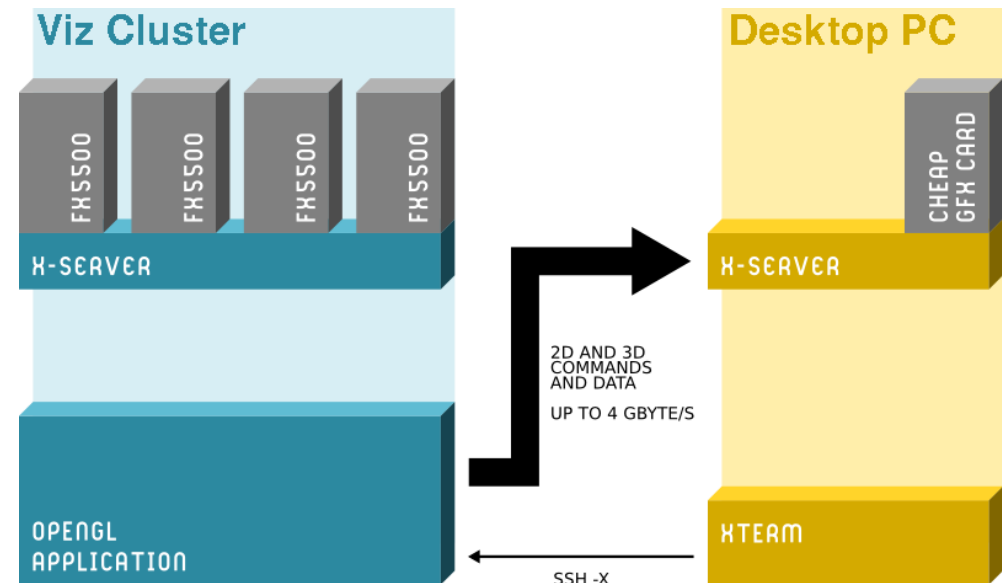 Viz Cluster
Desktop PC
FX5500
FX5500
FX5500
FX5500
CHEAP
GFX CARD
X-SERVER
X-SERVER
2D AND 3D
COMMANDS
AND DATA
UP TO 4 GBYTE/S
OPENGL
APPLICATION
XTERM
SSH -X